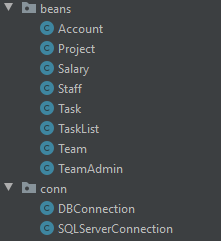 beans
Account
Project
Salary
Staff
Task
TaskList
Team
TeamAdmin
conn
DBConnection
SQLServerConnection